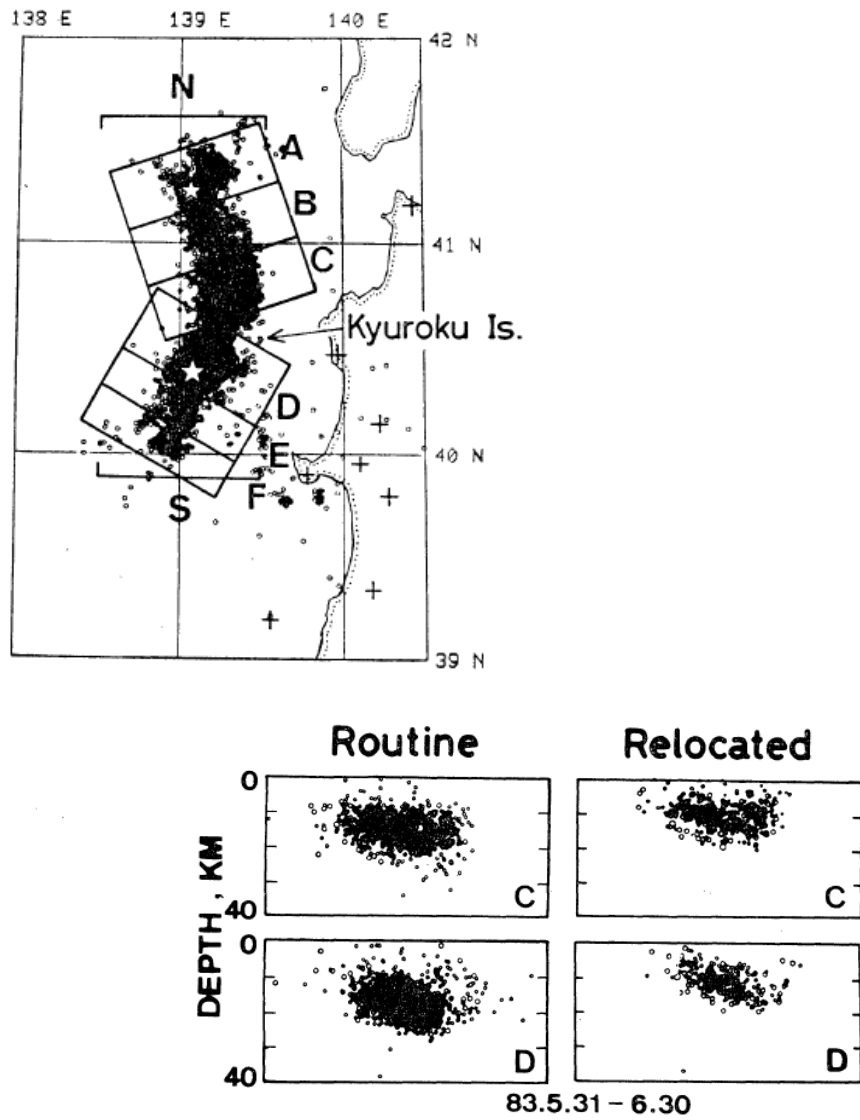 138 E 139 E 140 E
42 N
N
A
B
41 N
C
Kyuroku Is.
D
E
40 N
S
F
39 N
Routine Relocated
0
DEPTH, KM
C C
40
0
D D
40
83.5.31 – 6.30